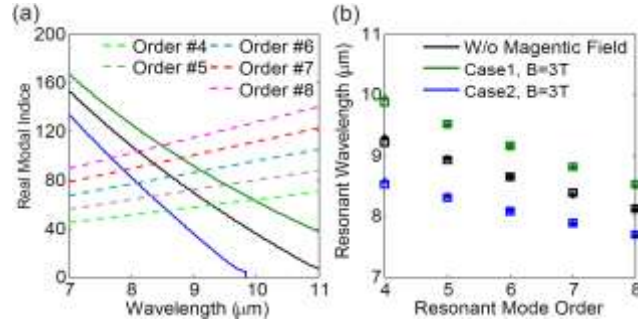 (a)
200
160
120
80
40
0
Real Modal Indice
Order #4
Order #5
Order #6
Order #7
Order #8
7 8 9 10 11
Wavelength (μm)
(b)
11
10
9
8
7
Resonant Wavelength (μm)
W/o Magentic Field
Case1, B=3T
Case2, B=3T
4 5 6 7 8
Resonant Mode Order